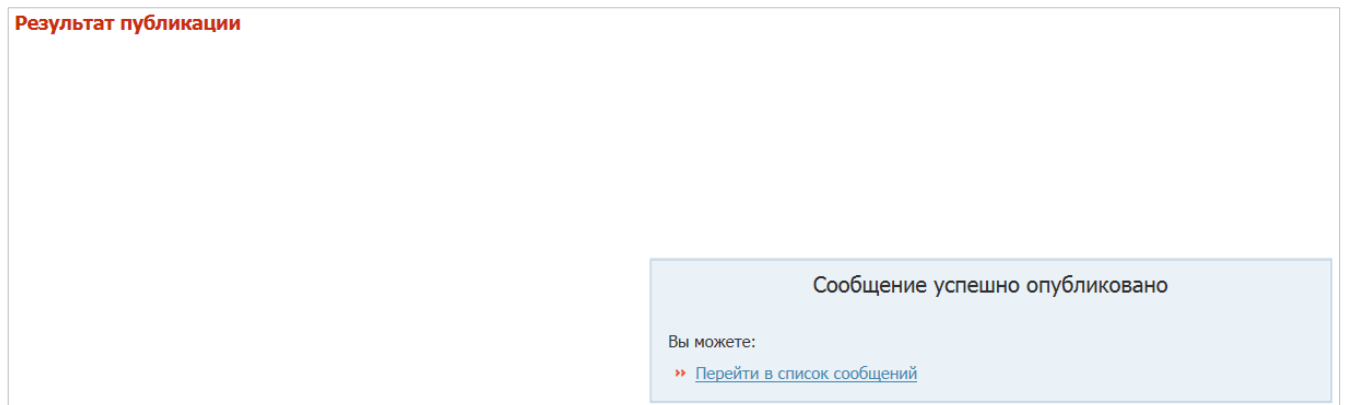 Результат публикации
Сообщение успешно опубликовано
Вы можете:
Перейти в список сообщений